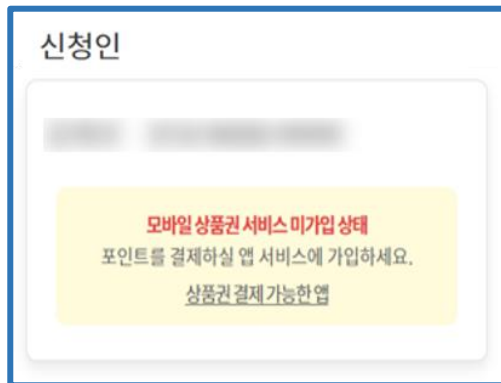 신청인
모바일 상품권 서비스 미가입 상태
포인트를 결제하실 앱 서비스에 가입하세요.
상품권 결제 가능한 앱